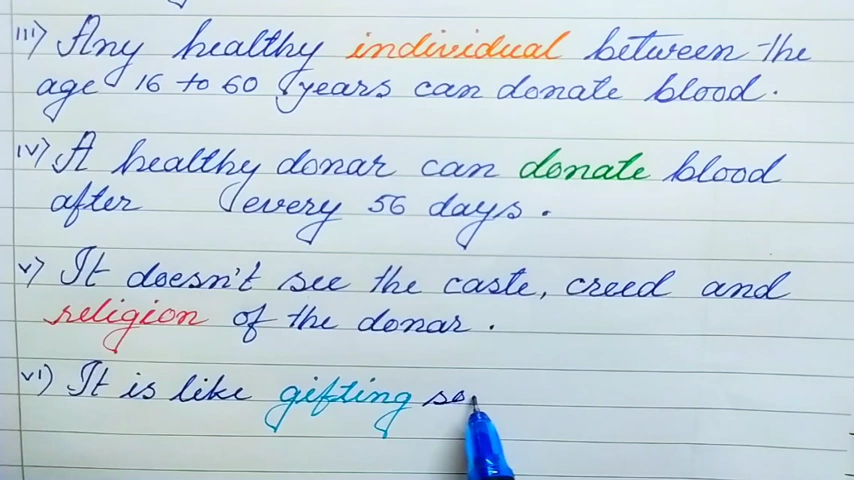 iii) Any healthy individual between the
age 16 to 60 years can donate blood.
iv) A healthy donar can donate blood
after every 56 days.
v) It doesn't see the caste, creed and
religion of the donar.
vi) It is like gifting so